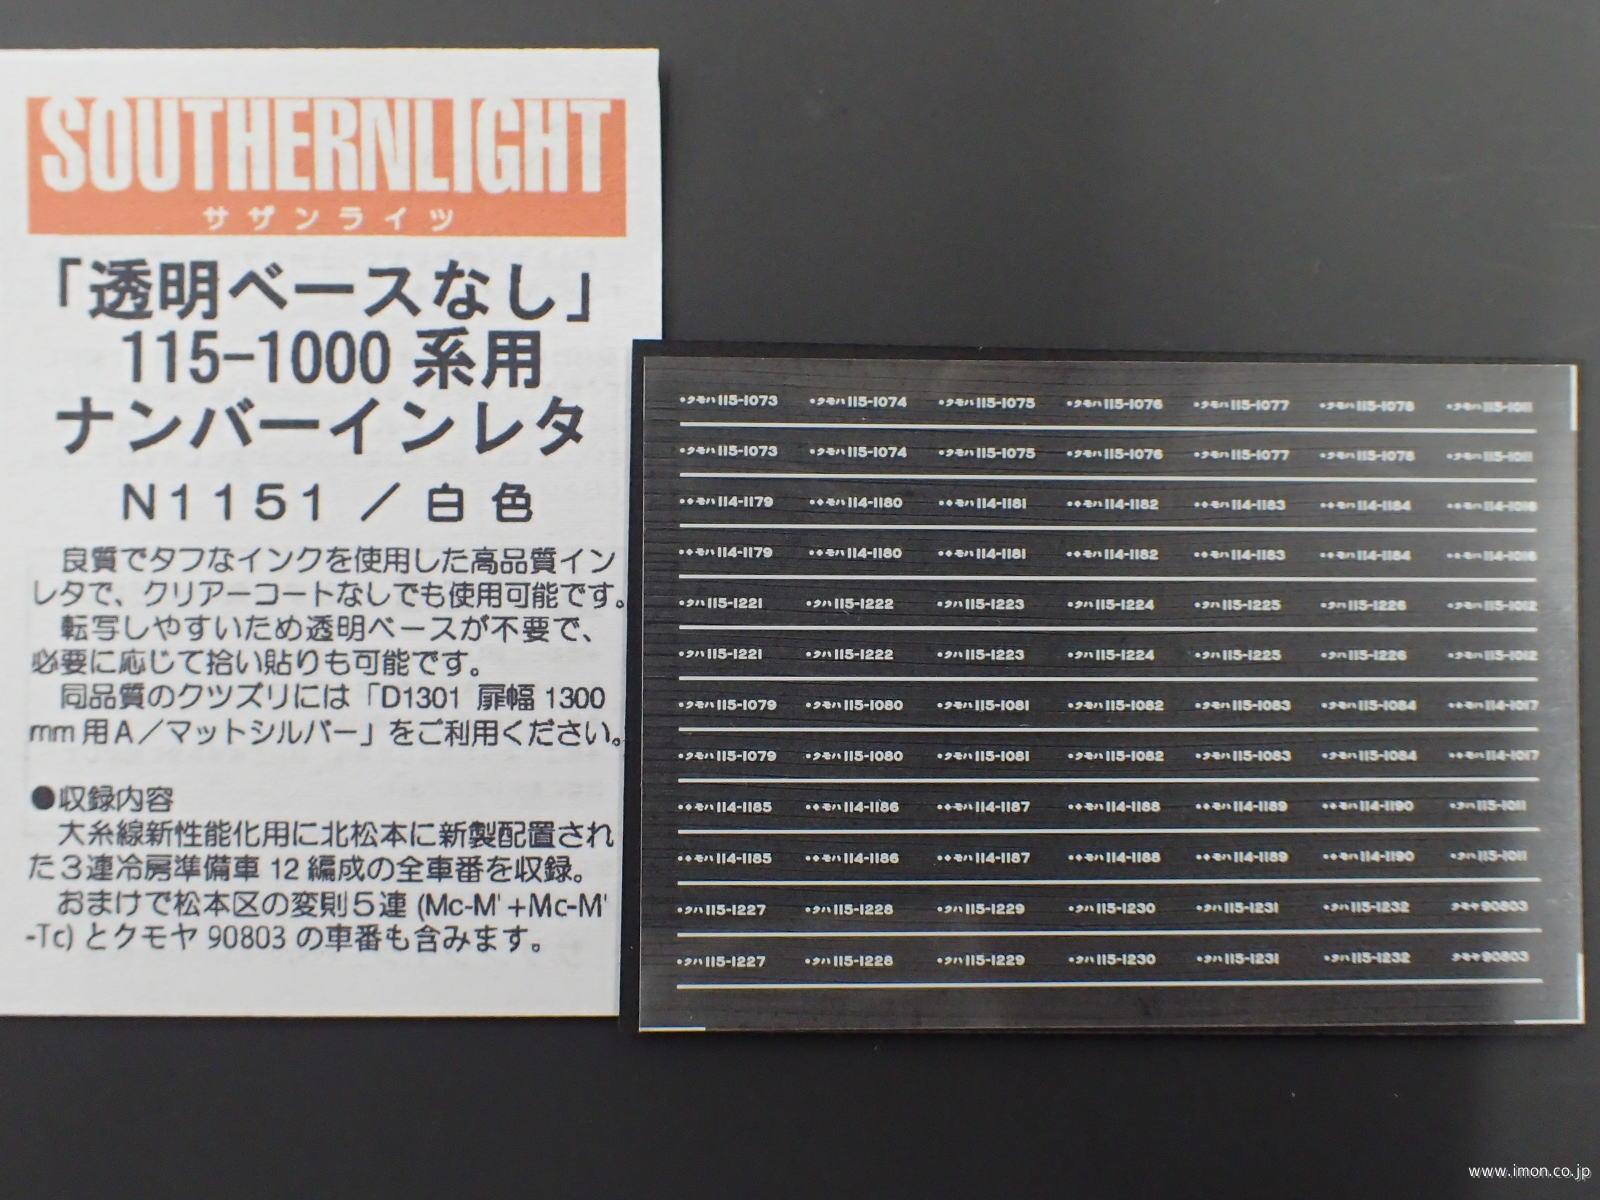 SOUTHERNLIGHT
サザンライツ
「透明ベースなし」
115-1000 系用
ナンバーインレタ
N1151 ／ 白 色
良質でタフなインクを使用した高品質イン
レタで、クリアーコートなしでも使用可能です。
転写しやすいため透明ベースが不要で、
必要に応じて拾い貼りも可能です。
同品質のクツズリには「D1301 扉幅 1300
mm 用 A／マットシルバー」をご利用ください。
●収録内容
大糸線新性能化用に北松本に新製配置され
た３連冷房準備車 12 編成の全車番を収録。
おまけで松本区の変則５連 (Mc-M'+Mc-M'
-Tc) とクモヤ 90803 の車番も含みます。
•クモハ115-1073 •クモハ115-1074 •クモハ115-1075 •クモハ115-1076 •クモハ115-1077 •クモハ115-1078 •クモハ115-1011
•クモハ115-1073 •クモハ115-1074 •クモハ115-1075 •クモハ115-1076 •クモハ115-1077 •クモハ115-1078 •クモハ115-1011
••モハ114-1179 ••モハ114-1180 ••モハ114-1181 ••モハ114-1182 ••モハ114-1183 ••モハ114-1184 ••モハ114-1016
••モハ114-1179 ••モハ114-1180 ••モハ114-1181 ••モハ114-1182 ••モハ114-1183 ••モハ114-1184 ••モハ114-1016
•クハ115-1221 •クハ115-1222 •クハ115-1223 •クハ115-1224 •クハ115-1225 •クハ115-1226 •クモハ115-1012
•クハ115-1221 •クハ115-1222 •クハ115-1223 •クハ115-1224 •クハ115-1225 •クハ115-1226 •クモハ115-1012
•クモハ115-1079 •クモハ115-1080 •クモハ115-1081 •クモハ115-1082 •クモハ115-1083 •クモハ115-1084 ••モハ114-1017
•クモハ115-1079 •クモハ115-1080 •クモハ115-1081 •クモハ115-1082 •クモハ115-1083 •クモハ115-1084 ••モハ114-1017
••モハ114-1185 ••モハ114-1186 ••モハ114-1187 ••モハ114-1188 ••モハ114-1189 ••モハ114-1190 •クハ115-1011
••モハ114-1185 ••モハ114-1186 ••モハ114-1187 ••モハ114-1188 ••モハ114-1189 ••モハ114-1190 •クハ115-1011
•クハ115-1227 •クハ115-1228 •クハ115-1229 •クハ115-1230 •クハ115-1231 •クハ115-1232 クモヤ90803
•クハ115-1227 •クハ115-1228 •クハ115-1229 •クハ115-1230 •クハ115-1231 •クハ115-1232 クモヤ90803
www.imon.co.jp